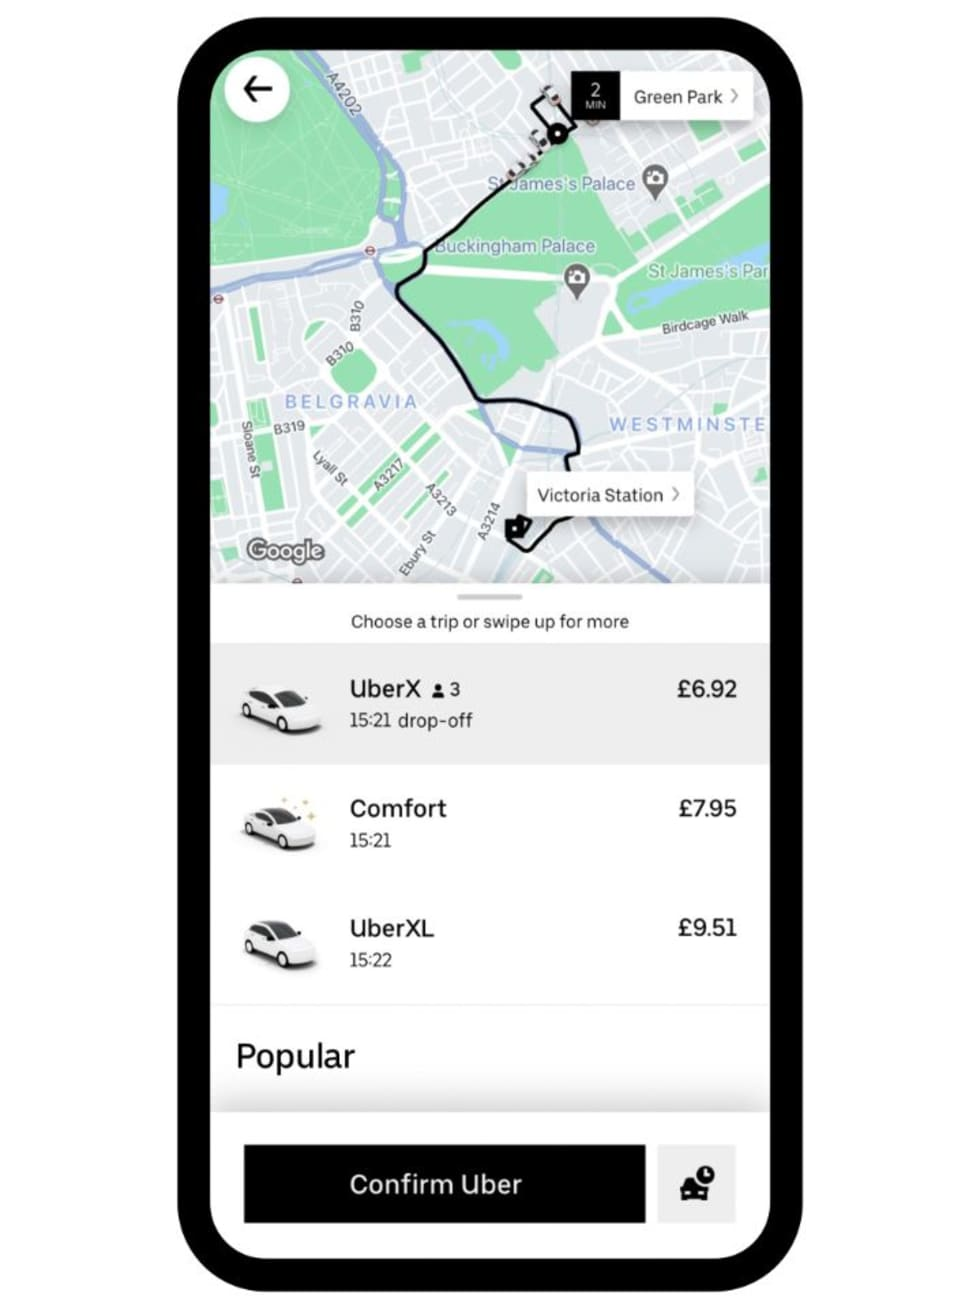 A4202
2
MIN
Green Park
St James's Palace
Buckingham Palace
St James's Par
Birdcage Walk
B310
B310
BELGRAVIA
WESTMINSTE
B319
Sloane St
Lyall St
A3217
A3213
A3214
Ebury St
Victoria Station
Google
Choose a trip or swipe up for more
UberX 3
£6.92
15:21 drop-off
Comfort
£7.95
15:21
UberXL
£9.51
15:22
Popular
Confirm Uber